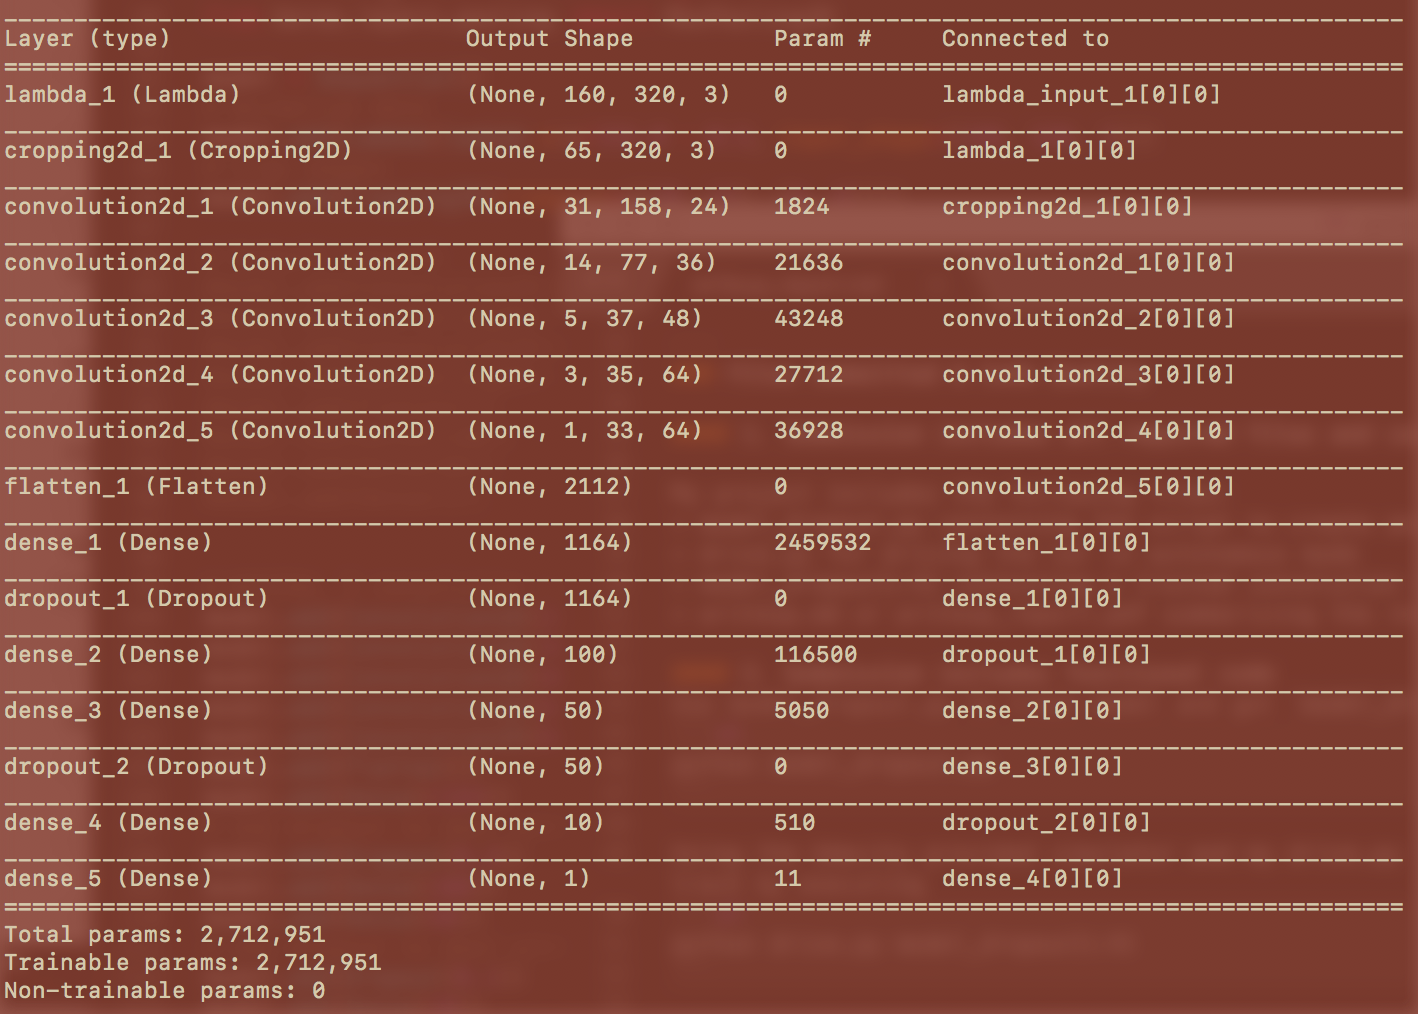 Layer (type) Output Shape Param # Connected to
lambda_1 (Lambda) (None, 160, 320, 3) 0 lambda_input_1[0][0]
cropping2d_1 (Cropping2D) (None, 65, 320, 3) 0 lambda_1[0][0]
convolution2d_1 (Convolution2D) (None, 31, 158, 24) 1824 cropping2d_1[0][0]
convolution2d_2 (Convolution2D) (None, 14, 77, 36) 21636 convolution2d_1[0][0]
convolution2d_3 (Convolution2D) (None, 5, 37, 48) 43248 convolution2d_2[0][0]
convolution2d_4 (Convolution2D) (None, 3, 35, 64) 27712 convolution2d_3[0][0]
convolution2d_5 (Convolution2D) (None, 1, 33, 64) 36928 convolution2d_4[0][0]
flatten_1 (Flatten) (None, 2112) 0 convolution2d_5[0][0]
dense_1 (Dense) (None, 1164) 2459532 flatten_1[0][0]
dropout_1 (Dropout) (None, 1164) 0 dense_1[0][0]
dense_2 (Dense) (None, 100) 116500 dropout_1[0][0]
dense_3 (Dense) (None, 50) 5050 dense_2[0][0]
dropout_2 (Dropout) (None, 50) 0 dense_3[0][0]
dense_4 (Dense) (None, 10) 510 dropout_2[0][0]
dense_5 (Dense) (None, 1) 11 dense_4[0][0]
Total params: 2,712,951
Trainable params: 2,712,951
Non-trainable params: 0